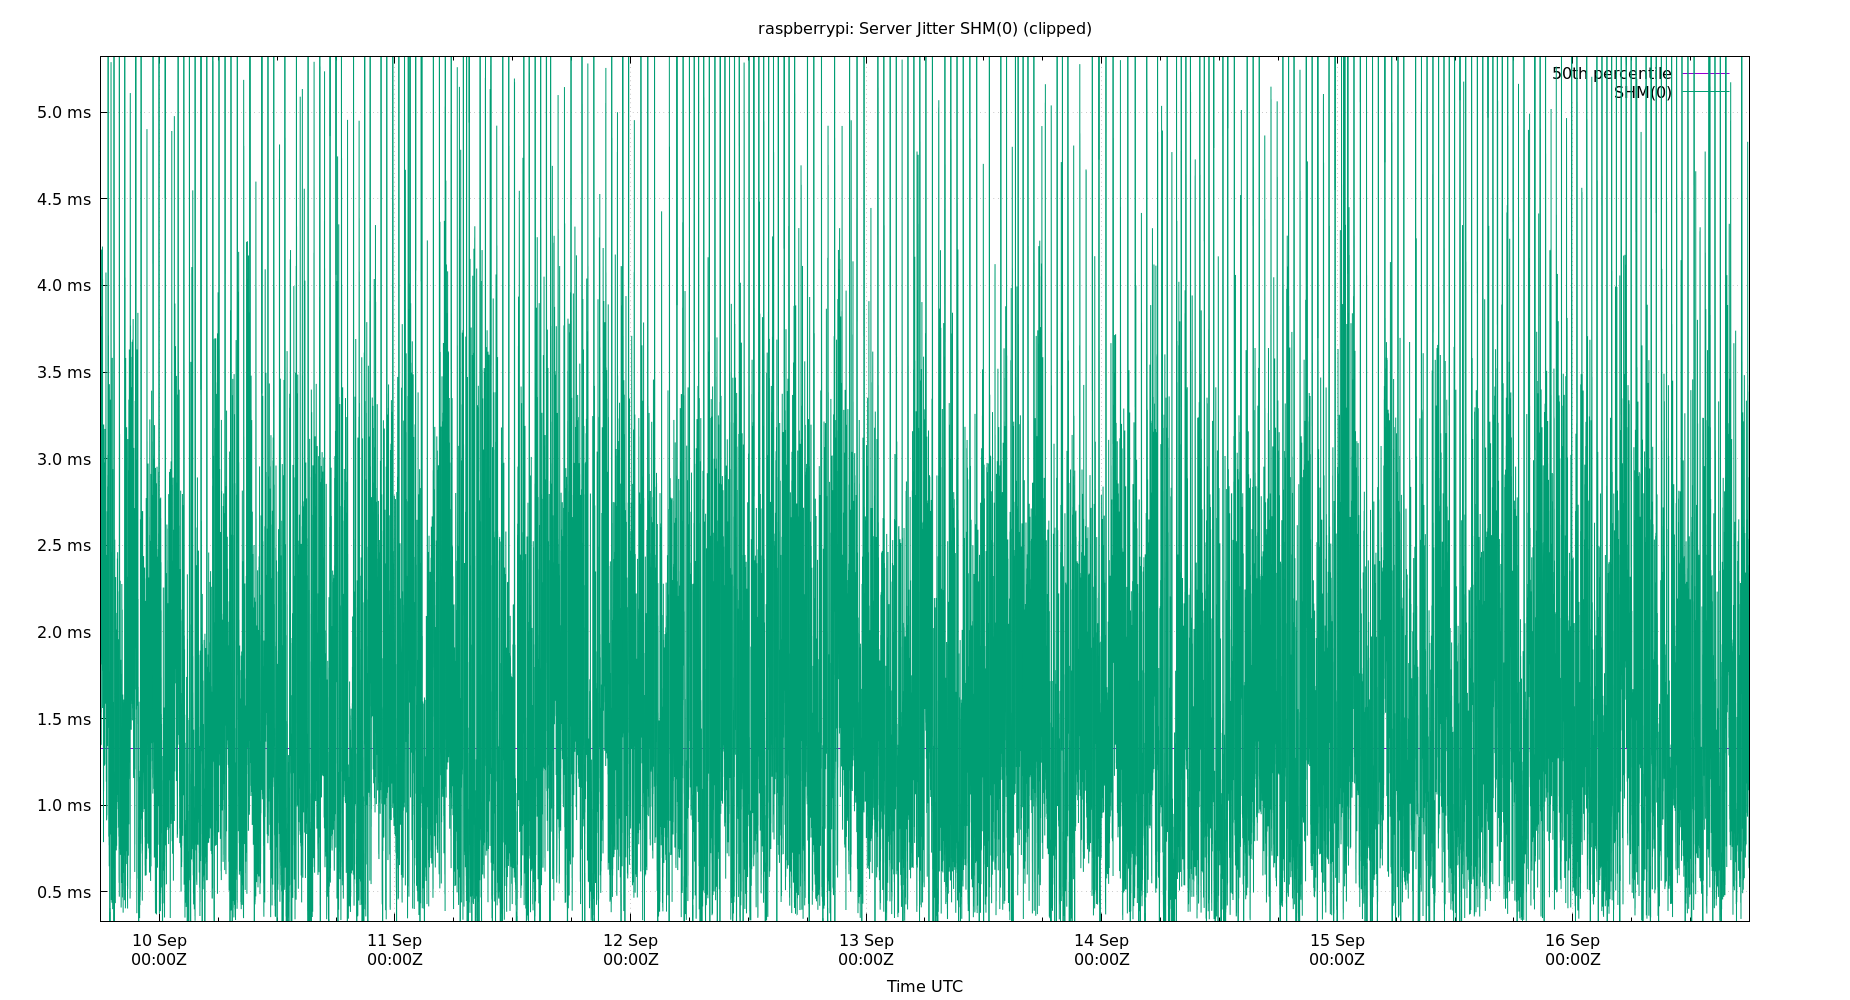 raspberrypi: Server Jitter SHM(0) (clipped)
50th percentile
SHM(0)
5.0 ms
4.5 ms
4.0 ms
3.5 ms
3.0 ms
2.5 ms
2.0 ms
1.5 ms
1.0 ms
0.5 ms
10 Sep 11 Sep 12 Sep 13 Sep 14 Sep 15 Sep 16 Sep
00:00Z 00:00Z 00:00Z 00:00Z 00:00Z 00:00Z 00:00Z
Time UTC